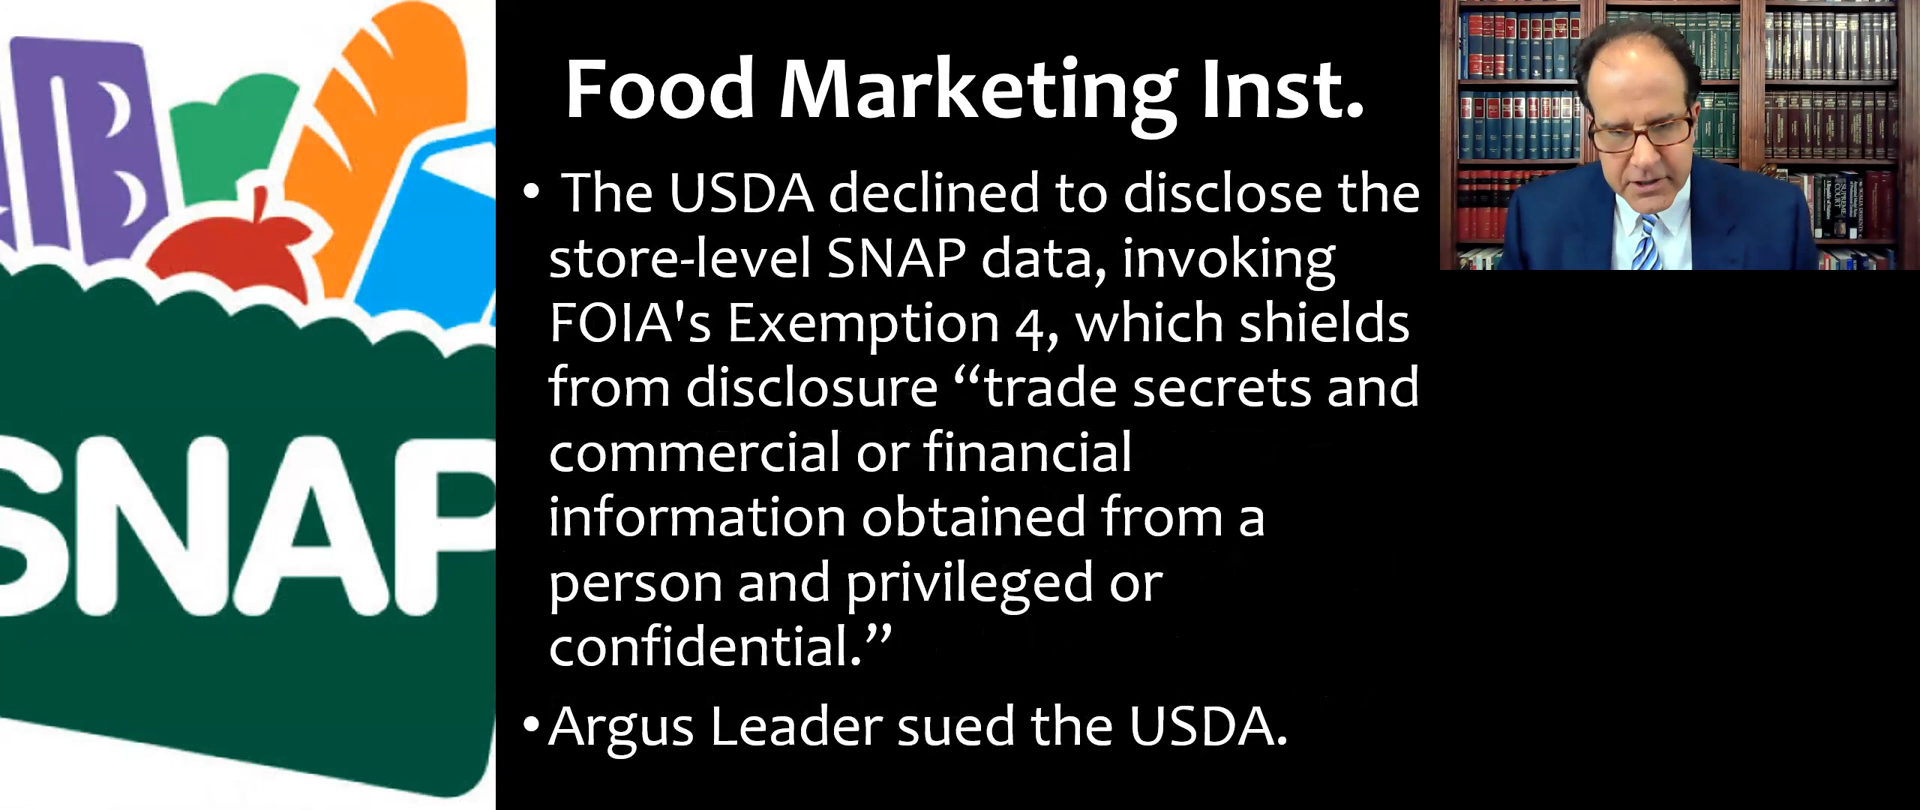 Food Marketing Inst.
• The USDA declined to disclose the
store-level SNAP data, invoking
FOIA's Exemption 4, which shields
from disclosure “trade secrets and
commercial or financial
information obtained from a
person and privileged or
confidential.”
• Argus Leader sued the USDA.
SNAP
SUPREME
COURT